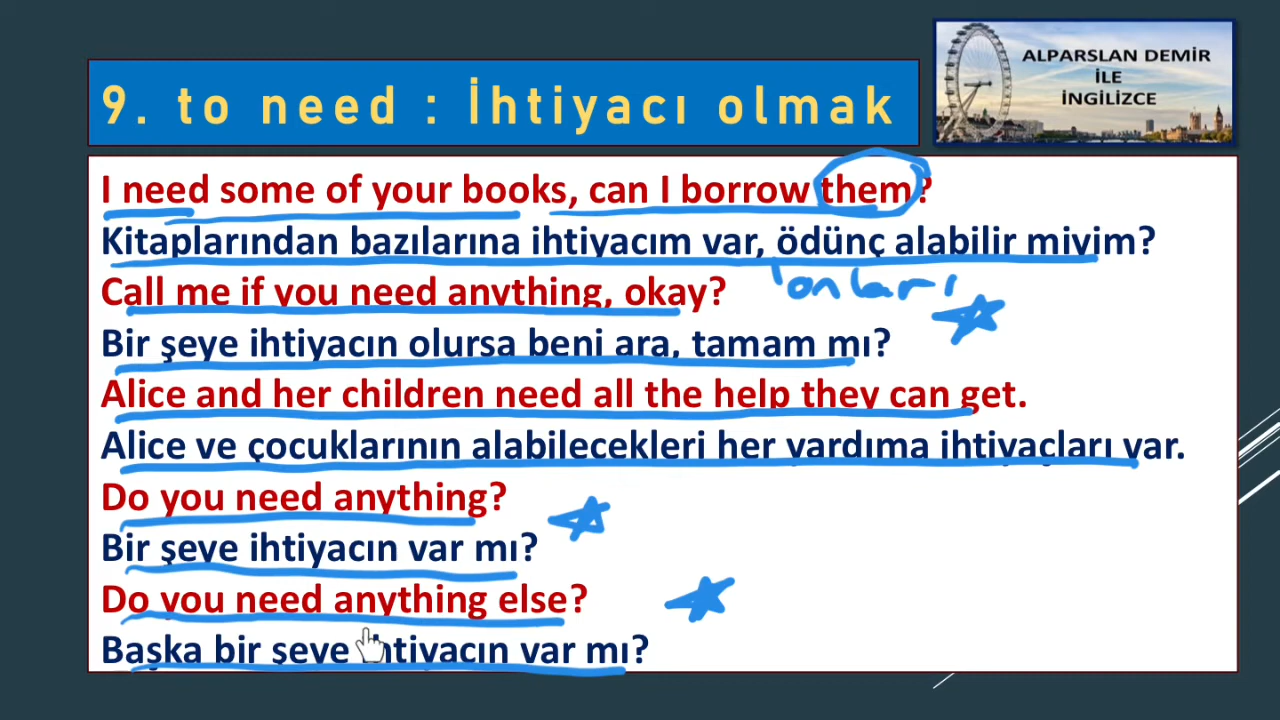 9. to need : İhtiyacı olmak
ALPARSLAN DEMİR
İLE
İNGİLİZCE
I need some of your books, can I borrow them?
Kitaplarından bazılarına ihtiyacım var, ödünç alabilir miyim?
onları
Call me if you need anything, okay?
Bir şeye ihtiyacın olursa beni ara, tamam mı?
Alice and her children need all the help they can get.
Alice ve çocuklarının alabilecekleri her yardıma ihtiyaçları var.
Do you need anything?
Bir şeye ihtiyacın var mı?
Do you need anything else?
Başka bir şeye ihtiyacın var mı?